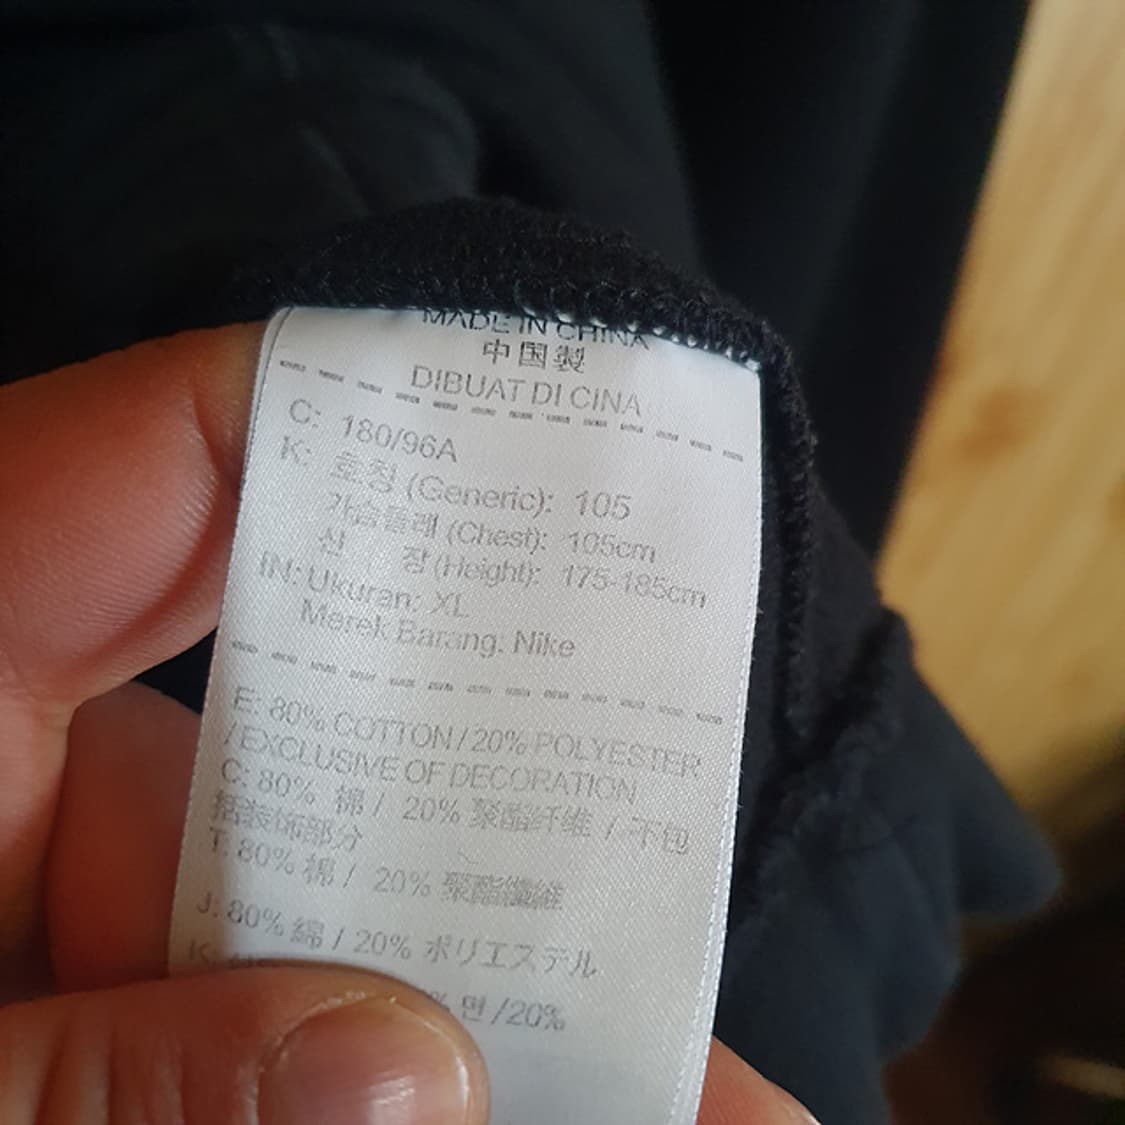 MADE IN CHINA
中国製
DIBUAT DI CINA
C: 180/96A
K: 호칭 (Generic): 105
가슴둘레 (Chest): 105cm
신 장 (Height): 175-185cm
IN: Ukuran: XL
Merek Barang: Nike
E: 80% COTTON / 20% POLYESTER
/ EXCLUSIVE OF DECORATION
C: 80% 棉 / 20% 聚酯纤维 / 不包
括装饰部分
T: 80% 棉 / 20% 聚酯纖維
J: 80% 綿 / 20% ポリエステル
K:
% 면 /20%